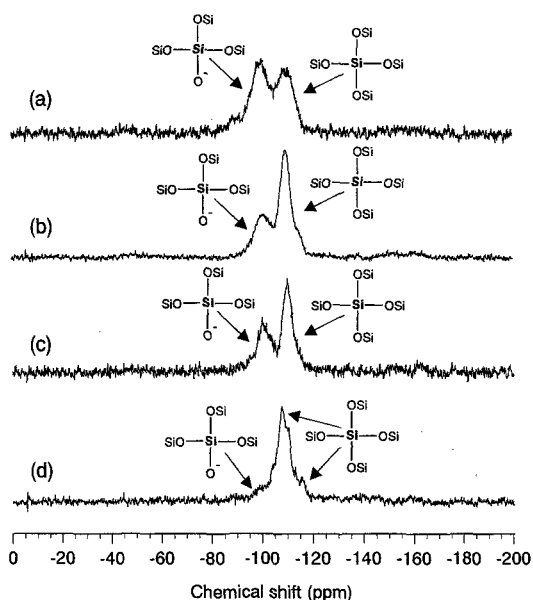 OSi
SiO—Si—OSi
O-
OSi
SiO—Si—OSi
OSi
(a)
OSi
SiO—Si—OSi
O-
OSi
SiO—Si—OSi
OSi
(b)
OSi
SiO—Si—OSi
O-
OSi
SiO—Si—OSi
OSi
(c)
OSi
SiO—Si—OSi
O-
OSi
SiO—Si—OSi
OSi
(d)
0 -20 -40 -60 -80 -100 -120 -140 -160 -180 -200
Chemical shift (ppm)